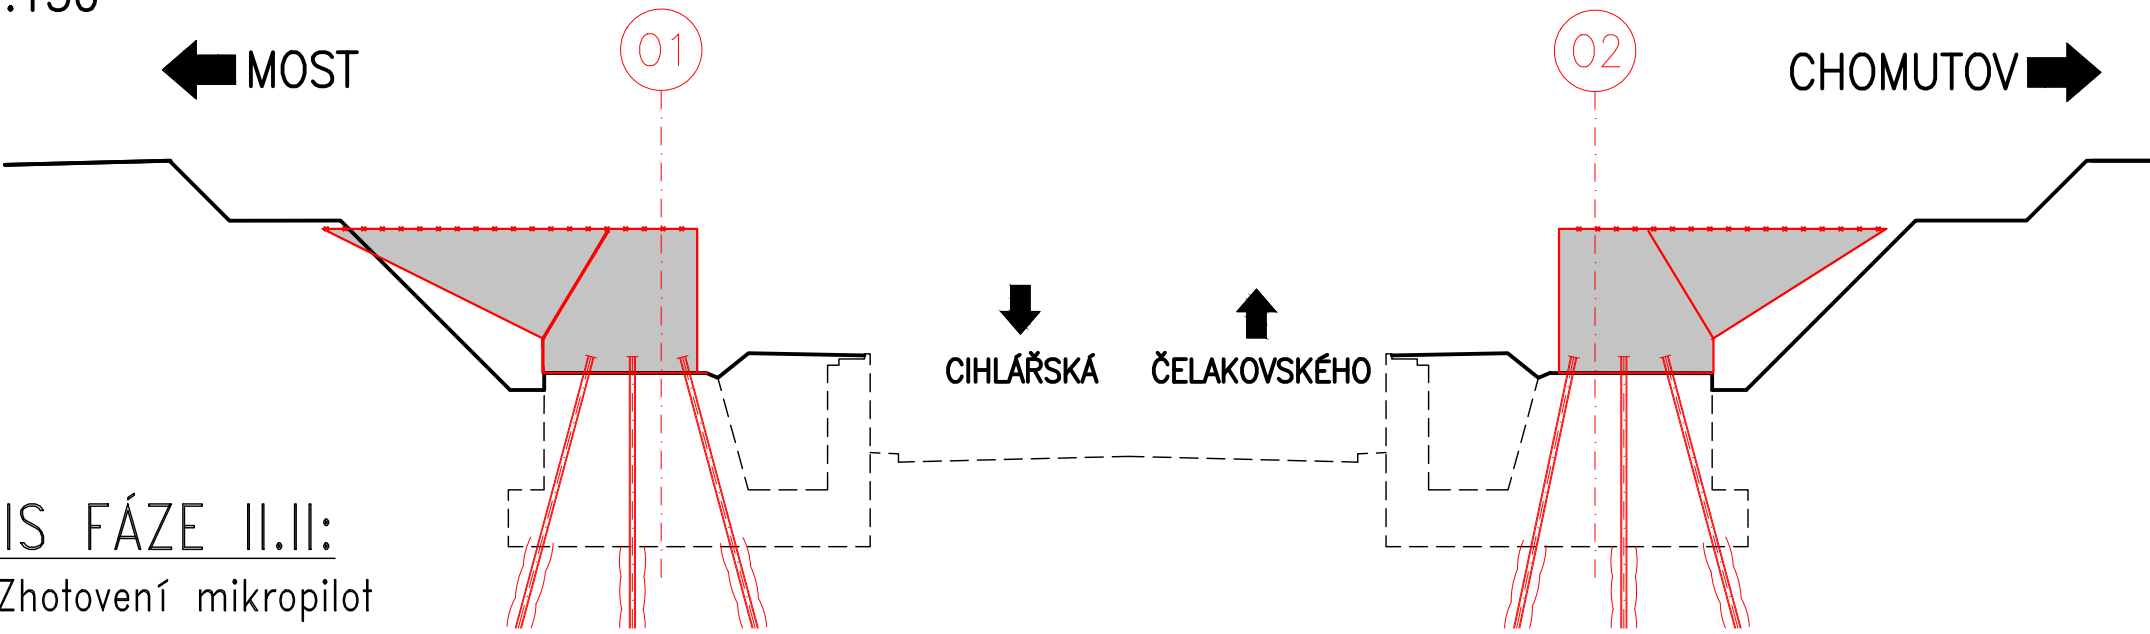 01
02
MOST
CHOMUTOV
CIHLÁŘSKÁ
ČELAKOVSKÉHO
IS FÁZE II.II:
Zhotovení mikropilot